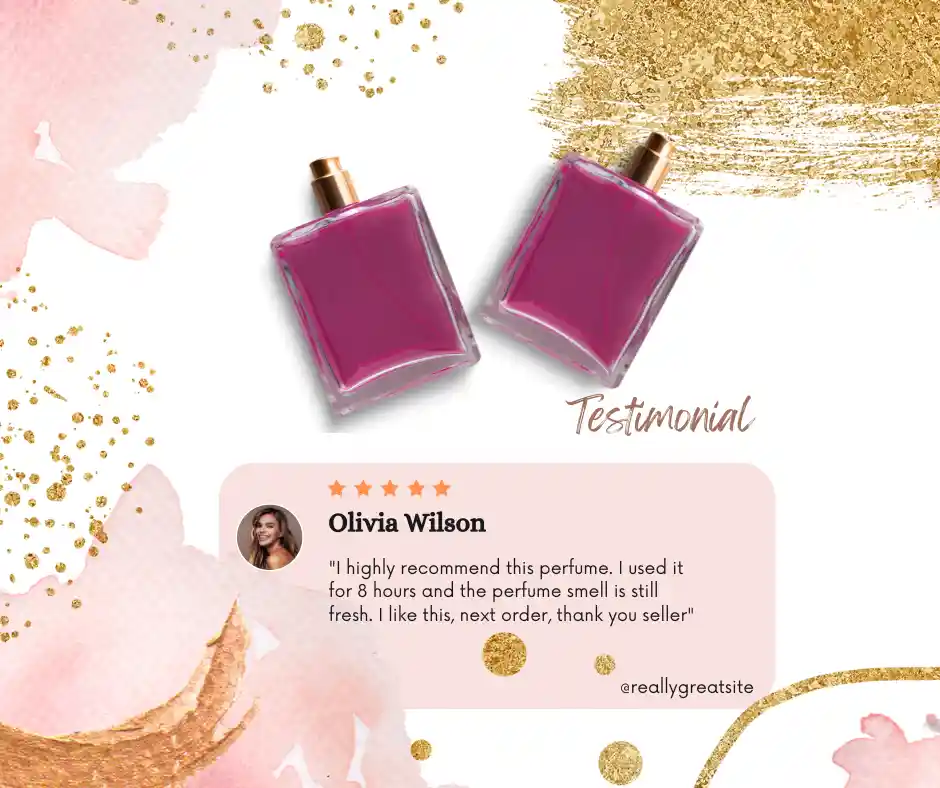 Testimonial
Olivia Wilson
"I highly recommend this perfume. I used it
for 8 hours and the perfume smell is still
fresh. I like this, next order, thank you seller"
@reallygreatsite